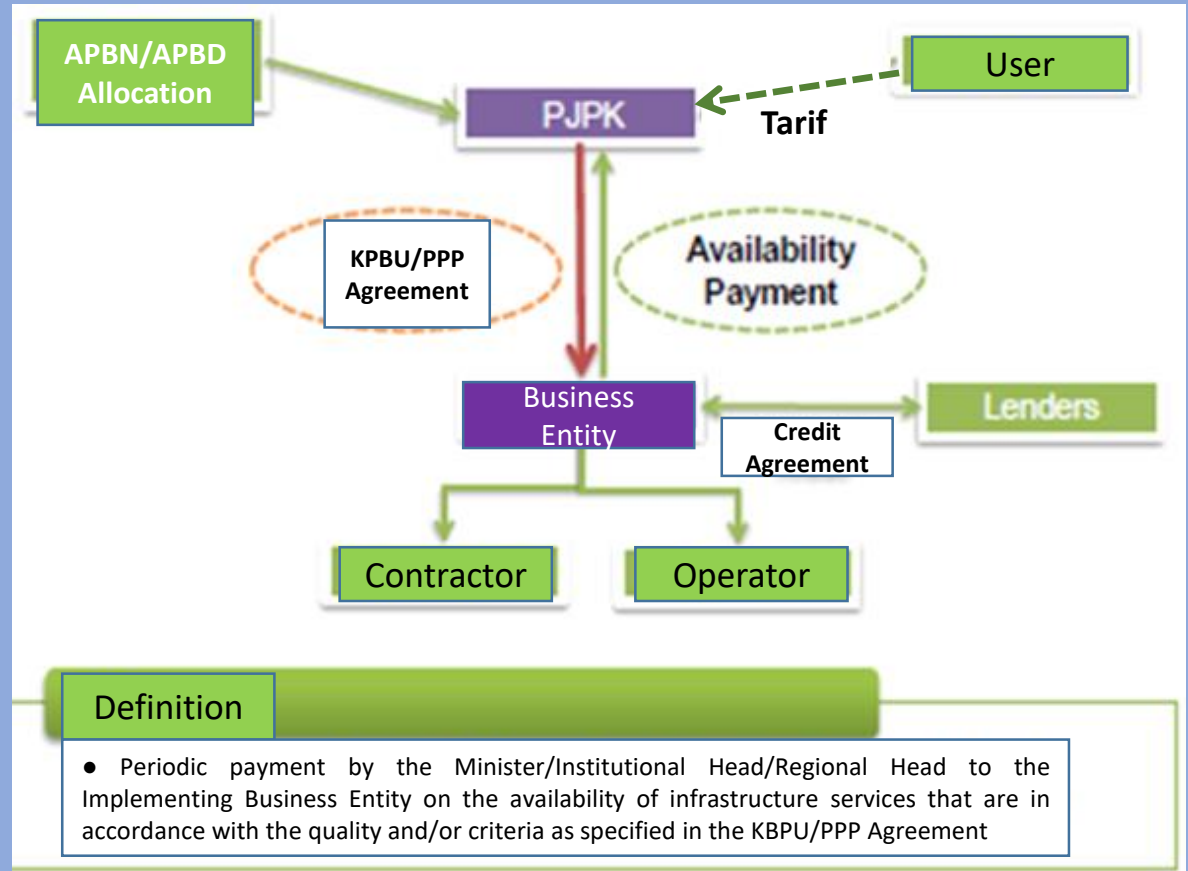 APBN/APBD
Allocation
User
PJPK
Tarif
KPBU/PPP
Agreement
Availability
Payment
Business
Entity
Lenders
Credit
Agreement
Contractor
Operator
Definition
● Periodic payment by the Minister/Institutional Head/Regional Head to the
Implementing Business Entity on the availability of infrastructure services that are in
accordance with the quality and/or criteria as specified in the KBPU/PPP Agreement